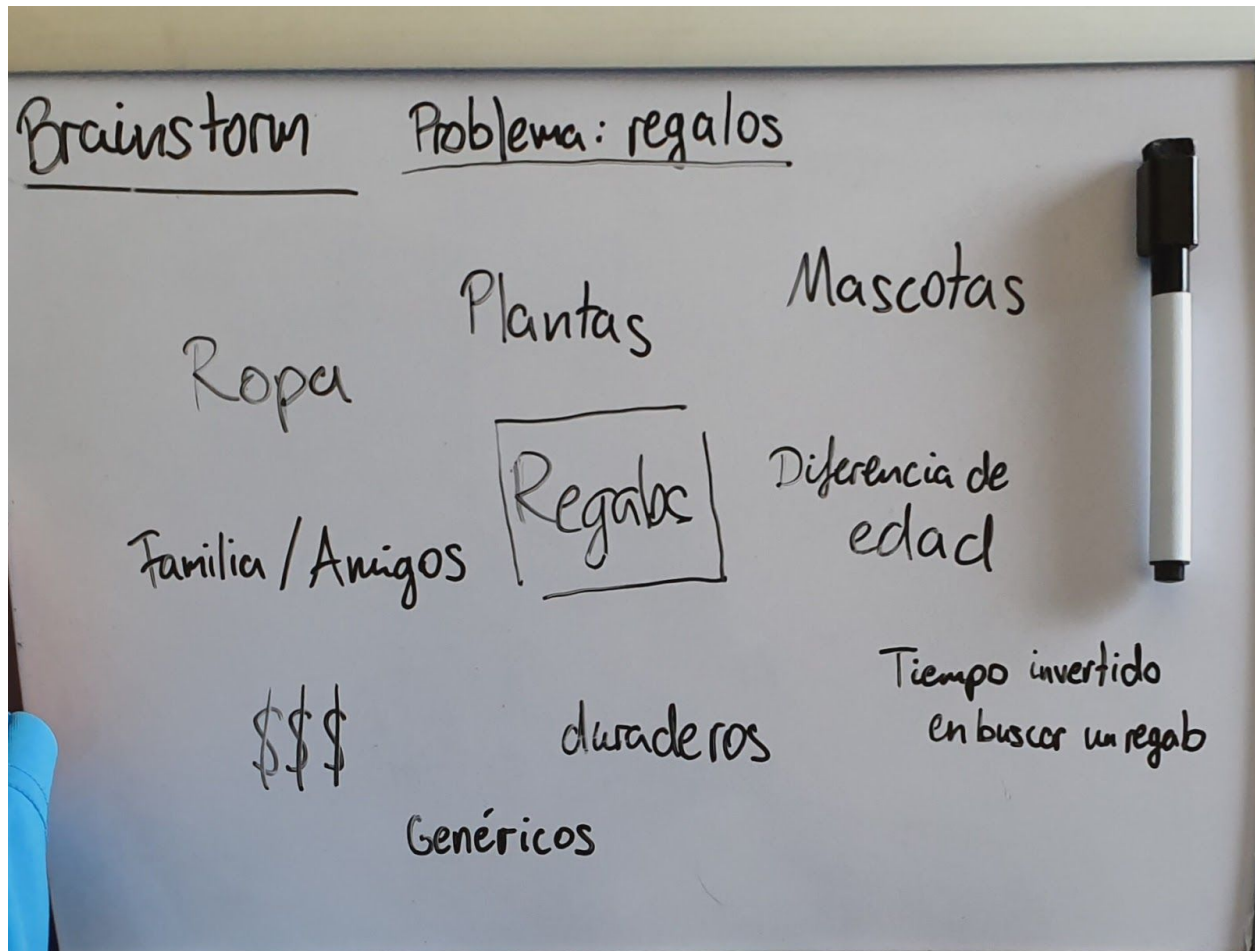 Brainstorm Problema: regalos
Plantas
Mascotas
Ropa
Regalos
Diferencia de
edad
Familia / Amigos
Tiempo invertido
en buscar un regalo
$$$
duraderos
Genéricos